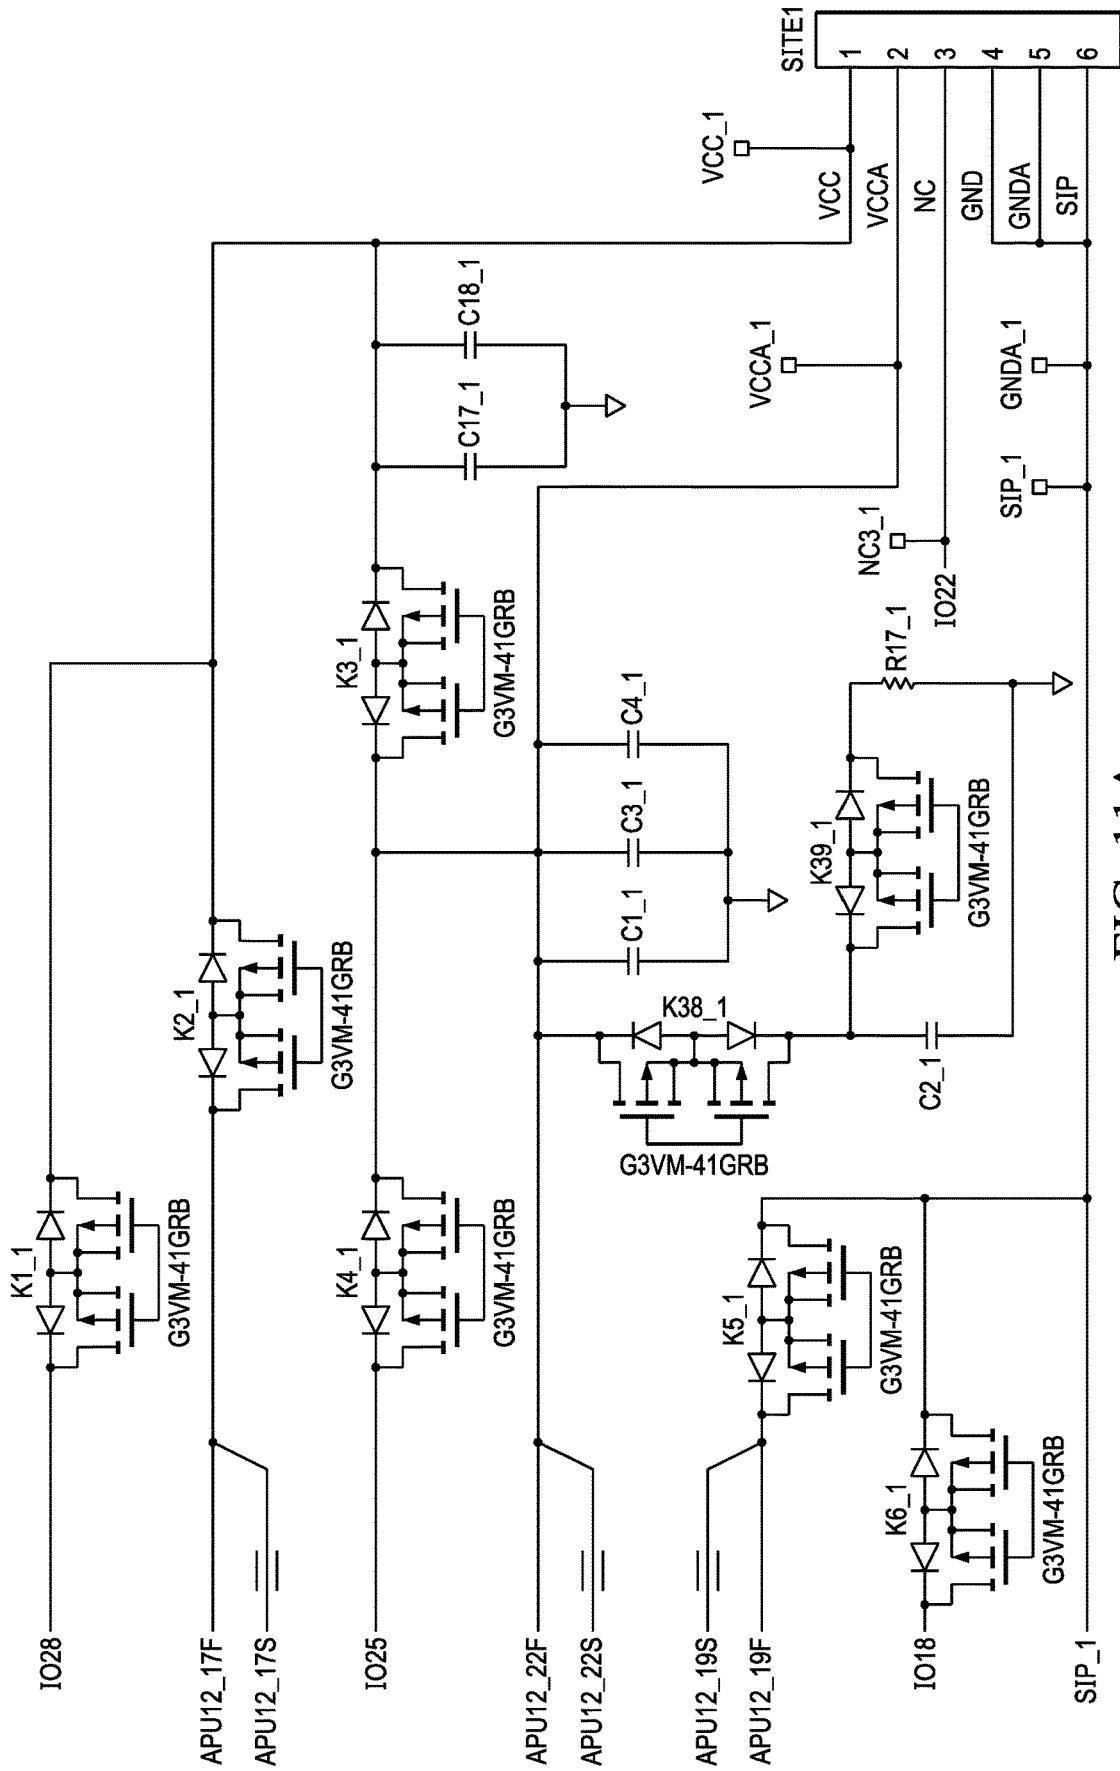 IO28
K1_1
G3VM-41GRB
APU12_17F
APU12_17S
K2_1
G3VM-41GRB
IO25
K4_1
G3VM-41GRB
K3_1
G3VM-41GRB
C17_1
C18_1
APU12_22F
APU12_22S
C1_1
C3_1
C4_1
K38_1
G3VM-41GRB
C2_1
K39_1
G3VM-41GRB
R17_1
APU12_19S
APU12_19F
K5_1
G3VM-41GRB
IO18
K6_1
G3VM-41GRB
SIP_1
IO22
NC3_1
SIP_1
GNDA_1
VCCA_1
VCC_1
VCC
VCCA
NC
GND
GNDA
SIP
SITE1
1
2
3
4
5
6